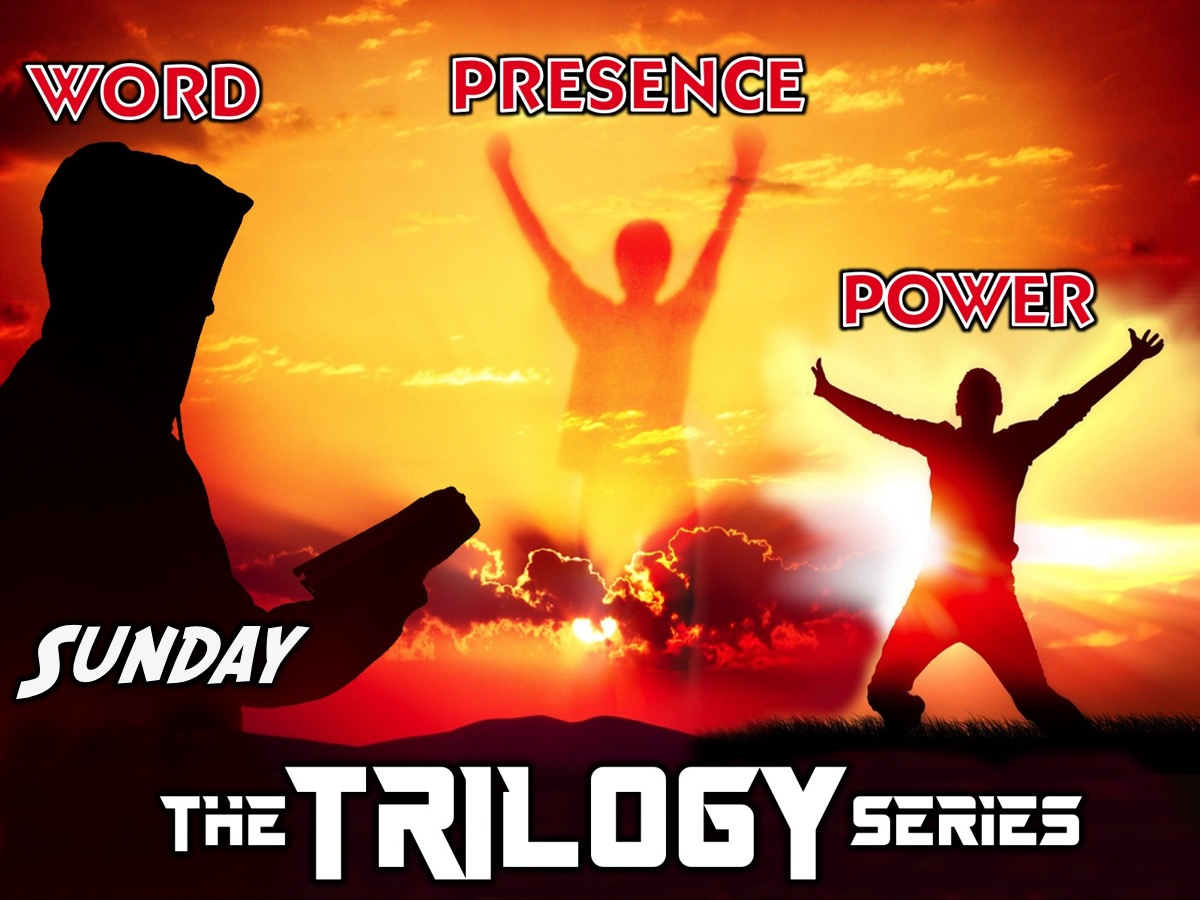 WORD
PRESENCE
POWER
SUNDAY
THE TRILOGY SERIES